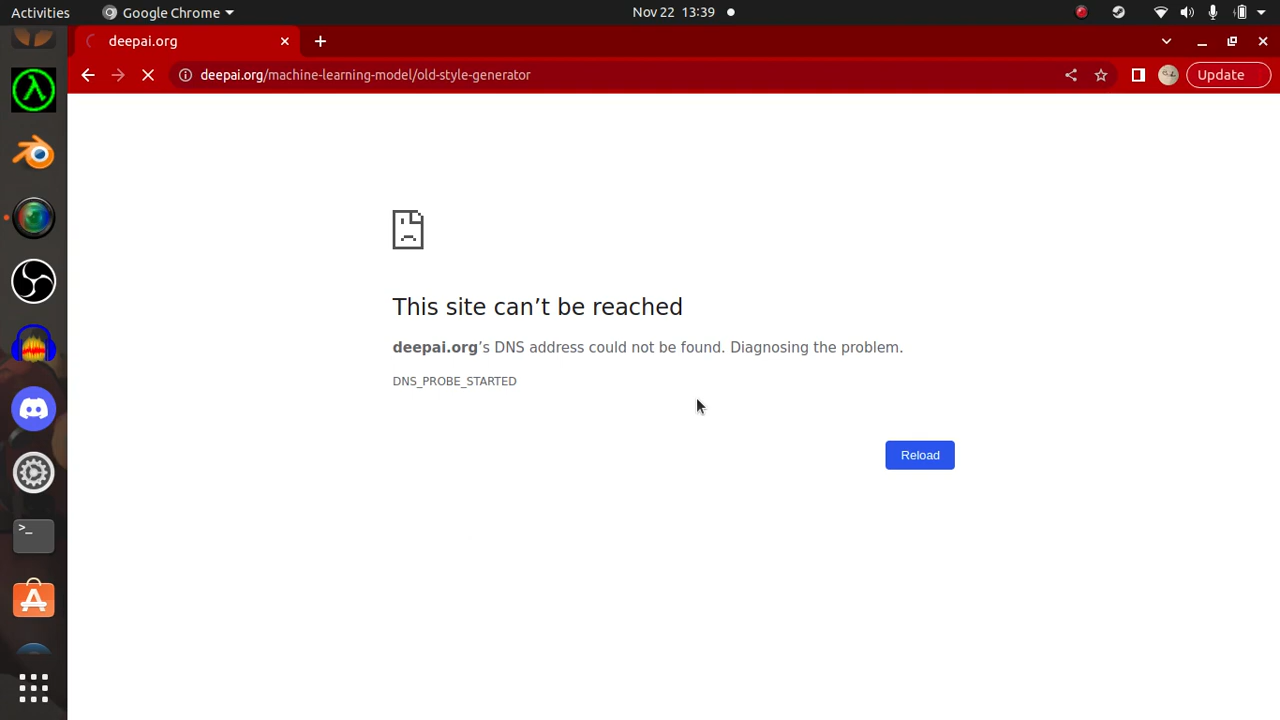 Activities
Google Chrome
Nov 22 13:39
deepai.org
deepai.org/machine-learning-model/old-style-generator
Update
This site can’t be reached
deepai.org’s DNS address could not be found. Diagnosing the problem.
DNS_PROBE_STARTED
Reload